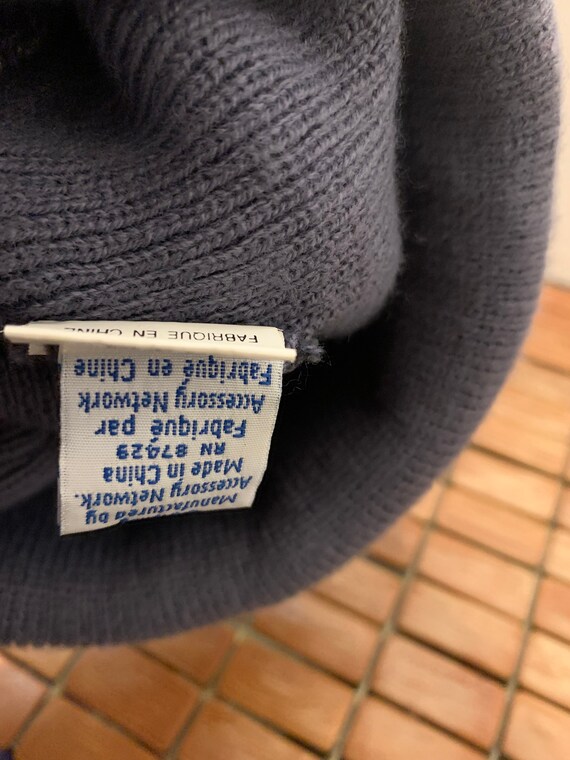 Manufactured by
Accessory Network.
Made in China
RN 87429
Fabriqué par
Accessory Network
Fabriqué en Chine
FABRIQUE EN CHINE